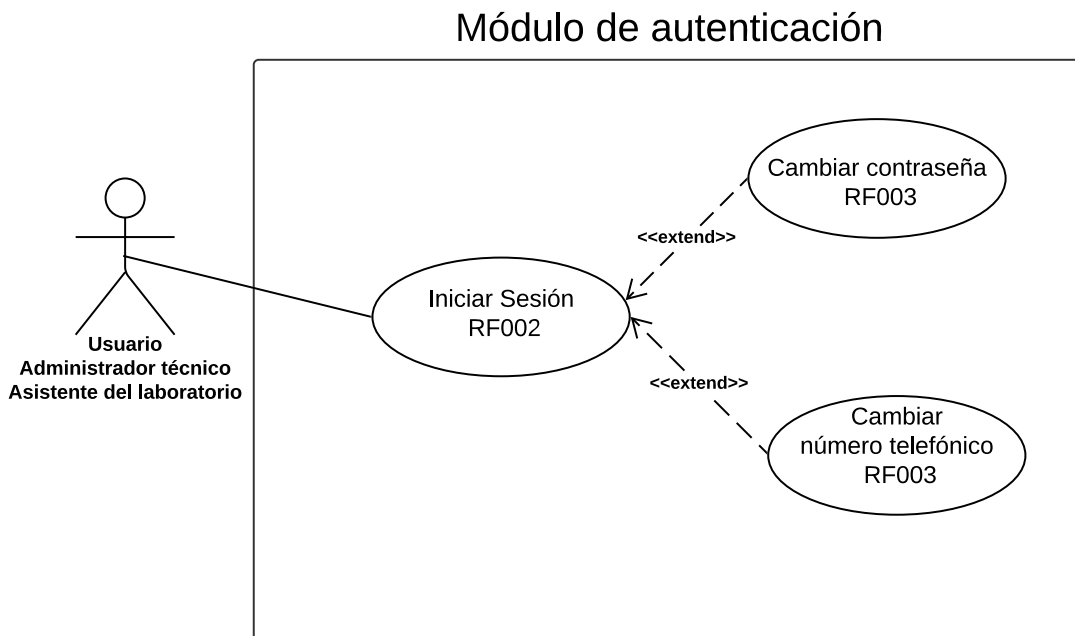 Módulo de autenticación
Cambiar contraseña
RF003
<<extend>>
Iniciar Sesión
RF002
Usuario
Administrador técnico
Asistente del laboratorio
<<extend>>
Cambiar
número telefónico
RF003